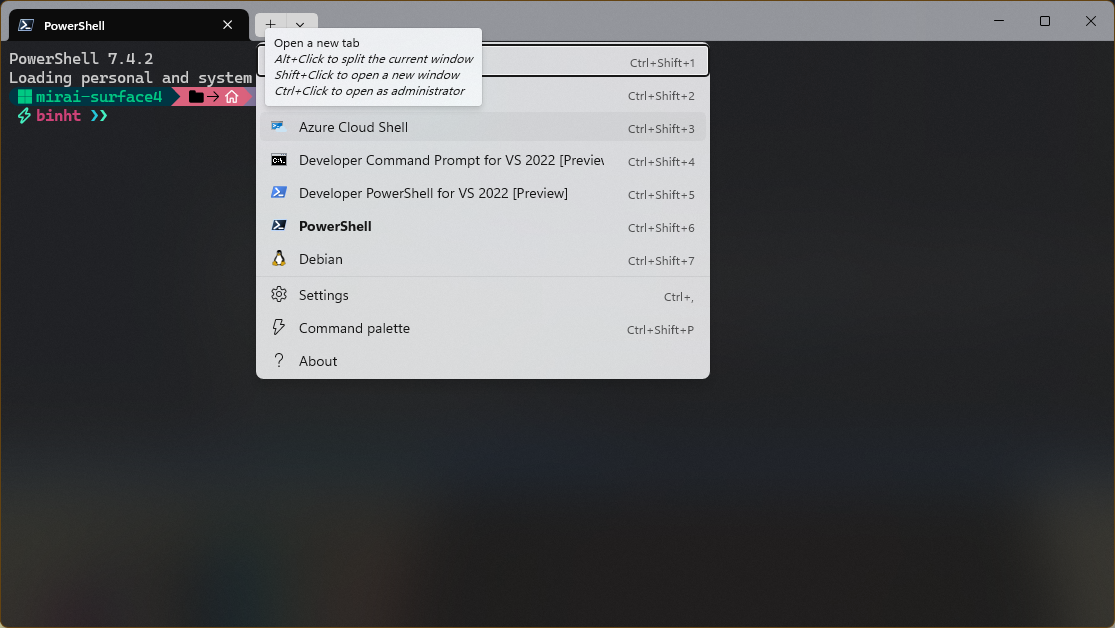 PowerShell
PowerShell 7.4.2
Loading personal and system
mirai-surface4
binht
Open a new tab
Alt+Click to split the current window
Shift+Click to open a new window
Ctrl+Click to open as administrator
Ctrl+Shift+1
Ctrl+Shift+2
Azure Cloud Shell Ctrl+Shift+3
Developer Command Prompt for VS 2022 [Preview Ctrl+Shift+4
Developer PowerShell for VS 2022 [Preview] Ctrl+Shift+5
PowerShell Ctrl+Shift+6
Debian Ctrl+Shift+7
Settings Ctrl+,
Command palette Ctrl+Shift+P
About